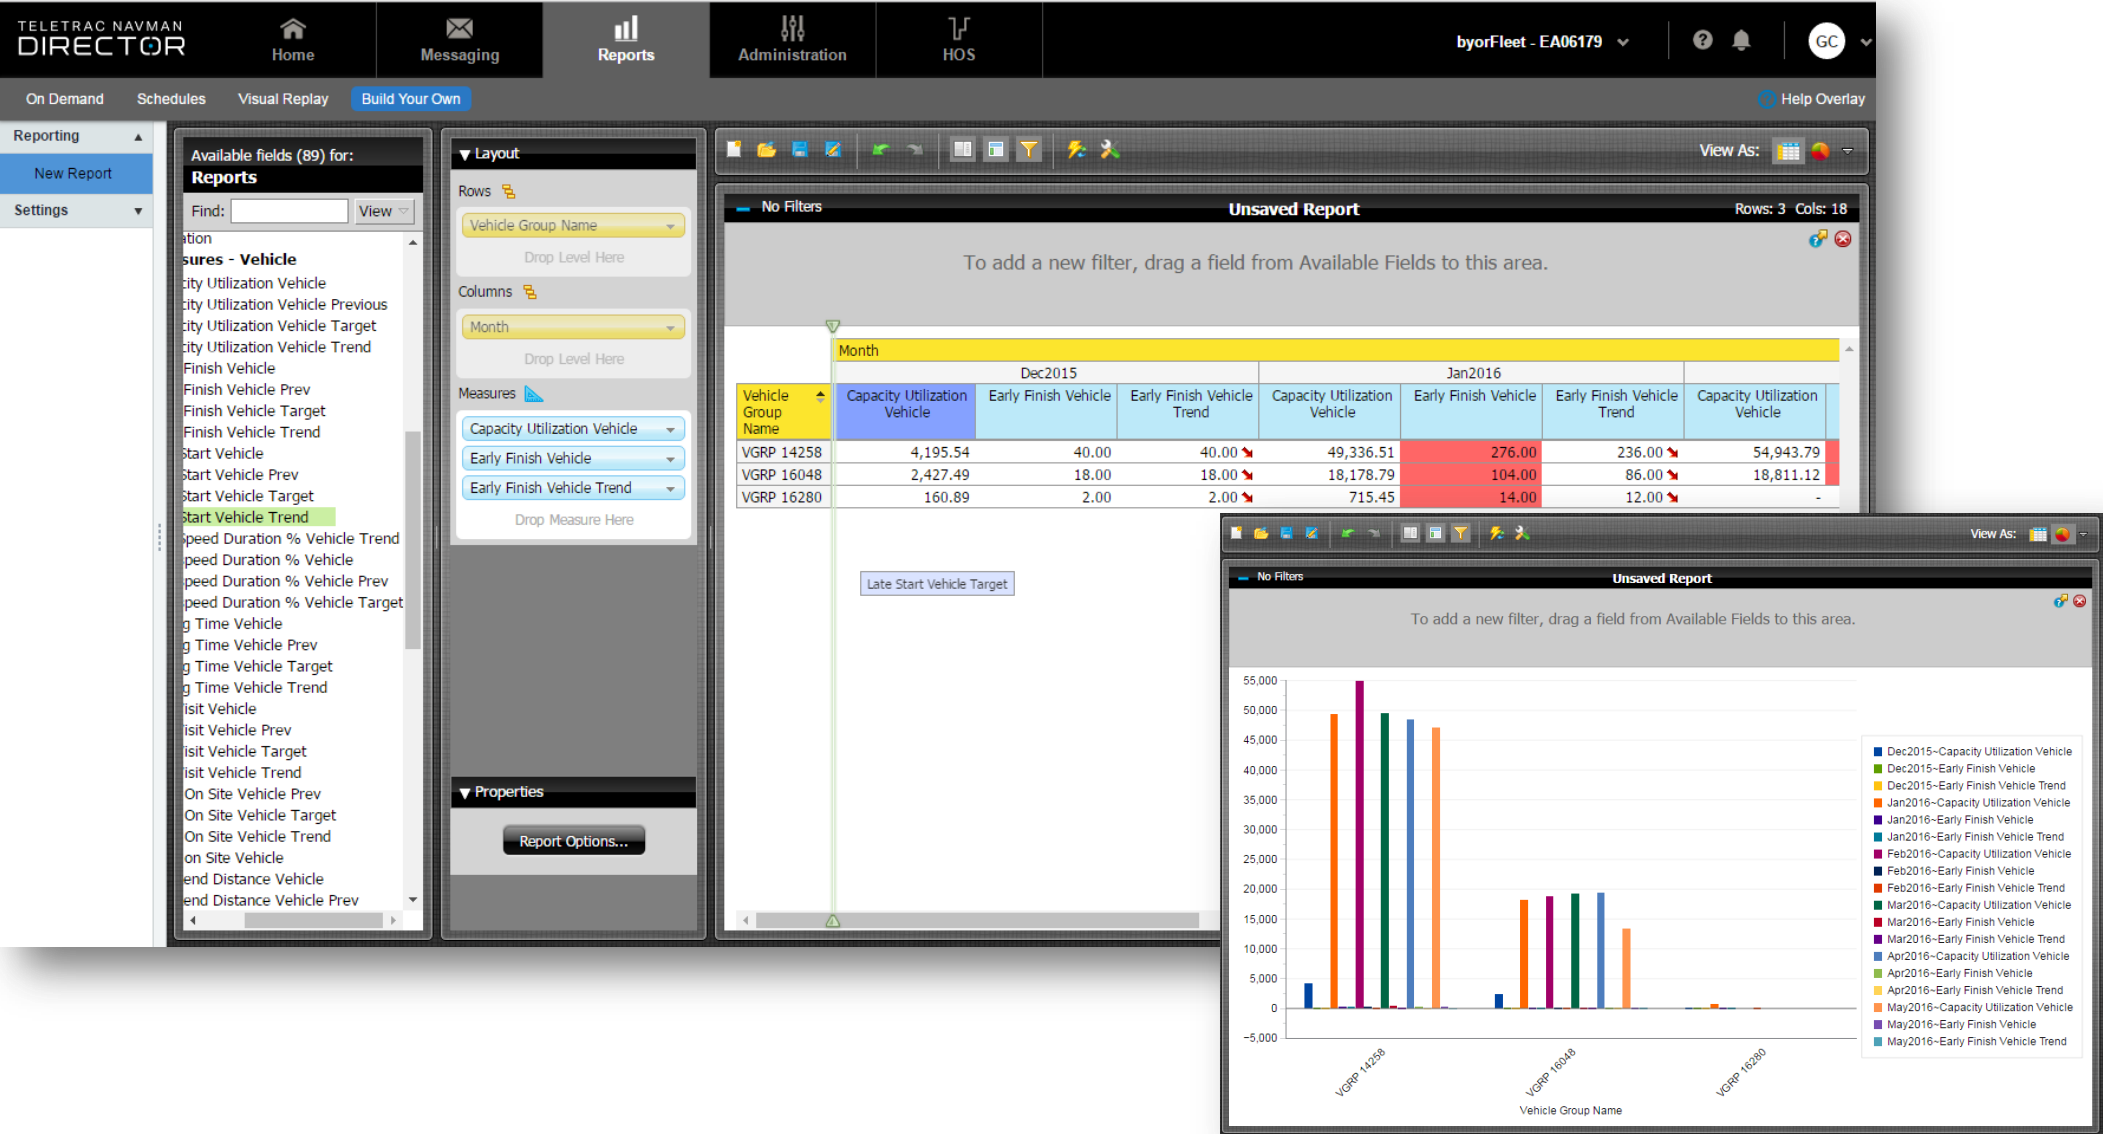 TELETRAC NAVMAN
DIRECTOR
Home
Messaging
Reports
Administration
HOS
byorFleet - EA06179
?
GC
On Demand
Schedules
Visual Replay
Build Your Own
Help Overlay
Reporting
New Report
Settings
Available fields (89) for:
Reports
Find:
View
ation
sures - Vehicle
city Utilization Vehicle
city Utilization Vehicle Previous
city Utilization Vehicle Target
city Utilization Vehicle Trend
Finish Vehicle
Finish Vehicle Prev
Finish Vehicle Target
Finish Vehicle Trend
Start Vehicle
Start Vehicle Prev
Start Vehicle Target
Start Vehicle Trend
Speed Duration % Vehicle Trend
peed Duration % Vehicle
peed Duration % Vehicle Prev
peed Duration % Vehicle Target
g Time Vehicle
g Time Vehicle Prev
g Time Vehicle Target
g Time Vehicle Trend
isit Vehicle
isit Vehicle Prev
isit Vehicle Target
isit Vehicle Trend
On Site Vehicle Prev
On Site Vehicle Target
On Site Vehicle Trend
on Site Vehicle
end Distance Vehicle
end Distance Vehicle Prev
Layout
Rows
Vehicle Group Name
Drop Level Here
Columns
Month
Drop Level Here
Measures
Capacity Utilization Vehicle
Early Finish Vehicle
Early Finish Vehicle Trend
Drop Measure Here
Properties
Report Options...
View As:
No Filters
Unsaved Report
Rows: 3 Cols: 18
To add a new filter, drag a field from Available Fields to this area.
Month
Dec2015 Jan2016
Vehicle Group Name Capacity Utilization Vehicle Early Finish Vehicle Early Finish Vehicle Trend Capacity Utilization Vehicle Early Finish Vehicle Early Finish Vehicle Trend Capacity Utilization Vehicle
VGRP 14258 4,195.54 40.00 40.00 49,336.51 276.00 236.00 54,943.79
VGRP 16048 2,427.49 18.00 18.00 18,178.79 104.00 86.00 18,811.12
VGRP 16280 160.89 2.00 2.00 715.45 14.00 12.00 -
Late Start Vehicle Target
View As:
No Filters
Unsaved Report
To add a new filter, drag a field from Available Fields to this area.
55,000
50,000
45,000
40,000
35,000
30,000
25,000
20,000
15,000
10,000
5,000
0
−5,000
VGRP 14258
VGRP 16048
VGRP 16280
Vehicle Group Name
Dec2015~Capacity Utilization Vehicle
Dec2015~Early Finish Vehicle
Dec2015~Early Finish Vehicle Trend
Jan2016~Capacity Utilization Vehicle
Jan2016~Early Finish Vehicle
Jan2016~Early Finish Vehicle Trend
Feb2016~Capacity Utilization Vehicle
Feb2016~Early Finish Vehicle
Feb2016~Early Finish Vehicle Trend
Mar2016~Capacity Utilization Vehicle
Mar2016~Early Finish Vehicle
Mar2016~Early Finish Vehicle Trend
Apr2016~Capacity Utilization Vehicle
Apr2016~Early Finish Vehicle
Apr2016~Early Finish Vehicle Trend
May2016~Capacity Utilization Vehicle
May2016~Early Finish Vehicle
May2016~Early Finish Vehicle Trend